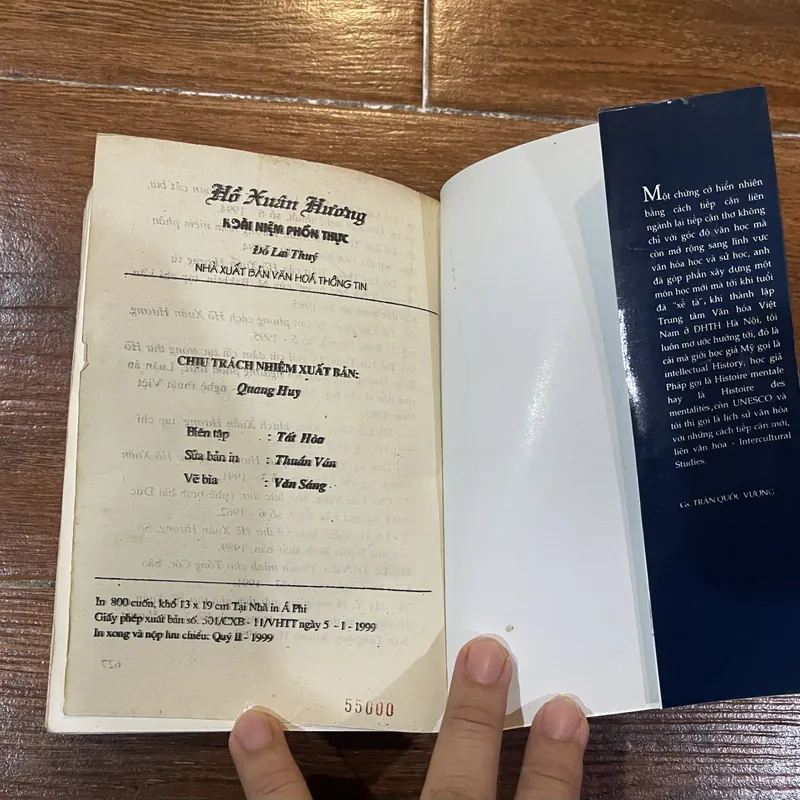 Hồ Xuân Hương
HOÀI NIỆM PHỒN THỰC
Đỗ Lai Thuý
NHÀ XUẤT BẢN VĂN HOÁ THÔNG TIN
CHỊU TRÁCH NHIỆM XUẤT BẢN:
Quang Huy
Biên tập : Tất Hòa
Sửa bản in : Thuần Vân
Vẽ bìa : Văn Sáng
In 800 cuốn, khổ 13 x 19 cm Tại Nhà in Á Phi
Giấy phép xuất bản số. 301/CXB - 11/VHTT ngày 5 - 1 - 1999
In xong và nộp lưu chiểu: Quý II - 1999
55000
Một chứng cớ hiển nhiên
bằng cách tiếp cận liên
ngành lại tiếp cận thơ không
chỉ với góc độ văn học mà
còn mở rộng sang lĩnh vực
văn hóa học và sử học, anh
đã góp phần xây dựng một
môn học mới mà tới khi tuổi
đã "xế tà", khi thành lập
Trung tâm Văn hóa Việt
Nam ở ĐHTH Hà Nội, tôi
luôn mơ ước hướng tới, đó là
cái mà giới học giả Mỹ gọi là
intellectual History, học giả
Pháp gọi là Histoire mentale
hay là Histoire des
mentalités, còn UNESCO và
tôi thì gọi là lịch sử văn hóa
với những cách tiếp cận mới,
liên văn hóa - Intercultural
Studies.
Gs. TRẦN QUỐC VƯỢNG